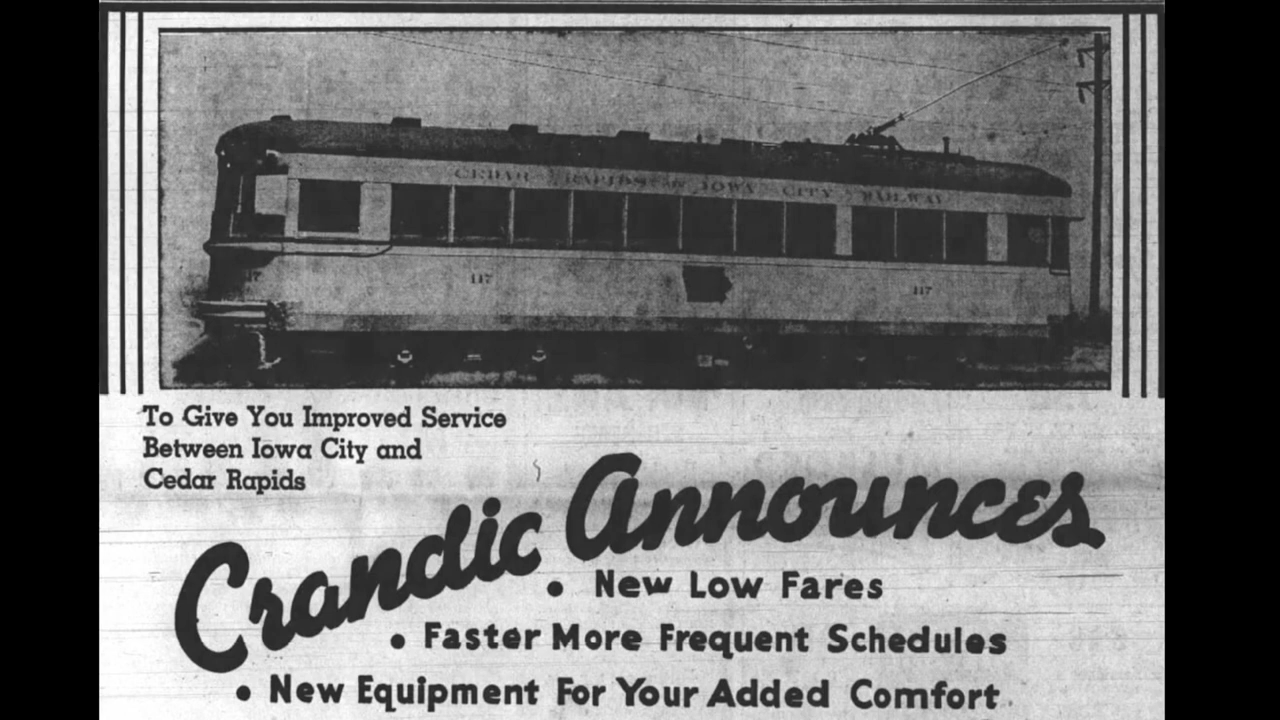 CEDAR RAPIDS AND IOWA CITY RAILWAY
117 117 117
To Give You Improved Service
Between Iowa City and
Cedar Rapids
Crandic Announces
• New Low Fares
• Faster More Frequent Schedules
• New Equipment For Your Added Comfort